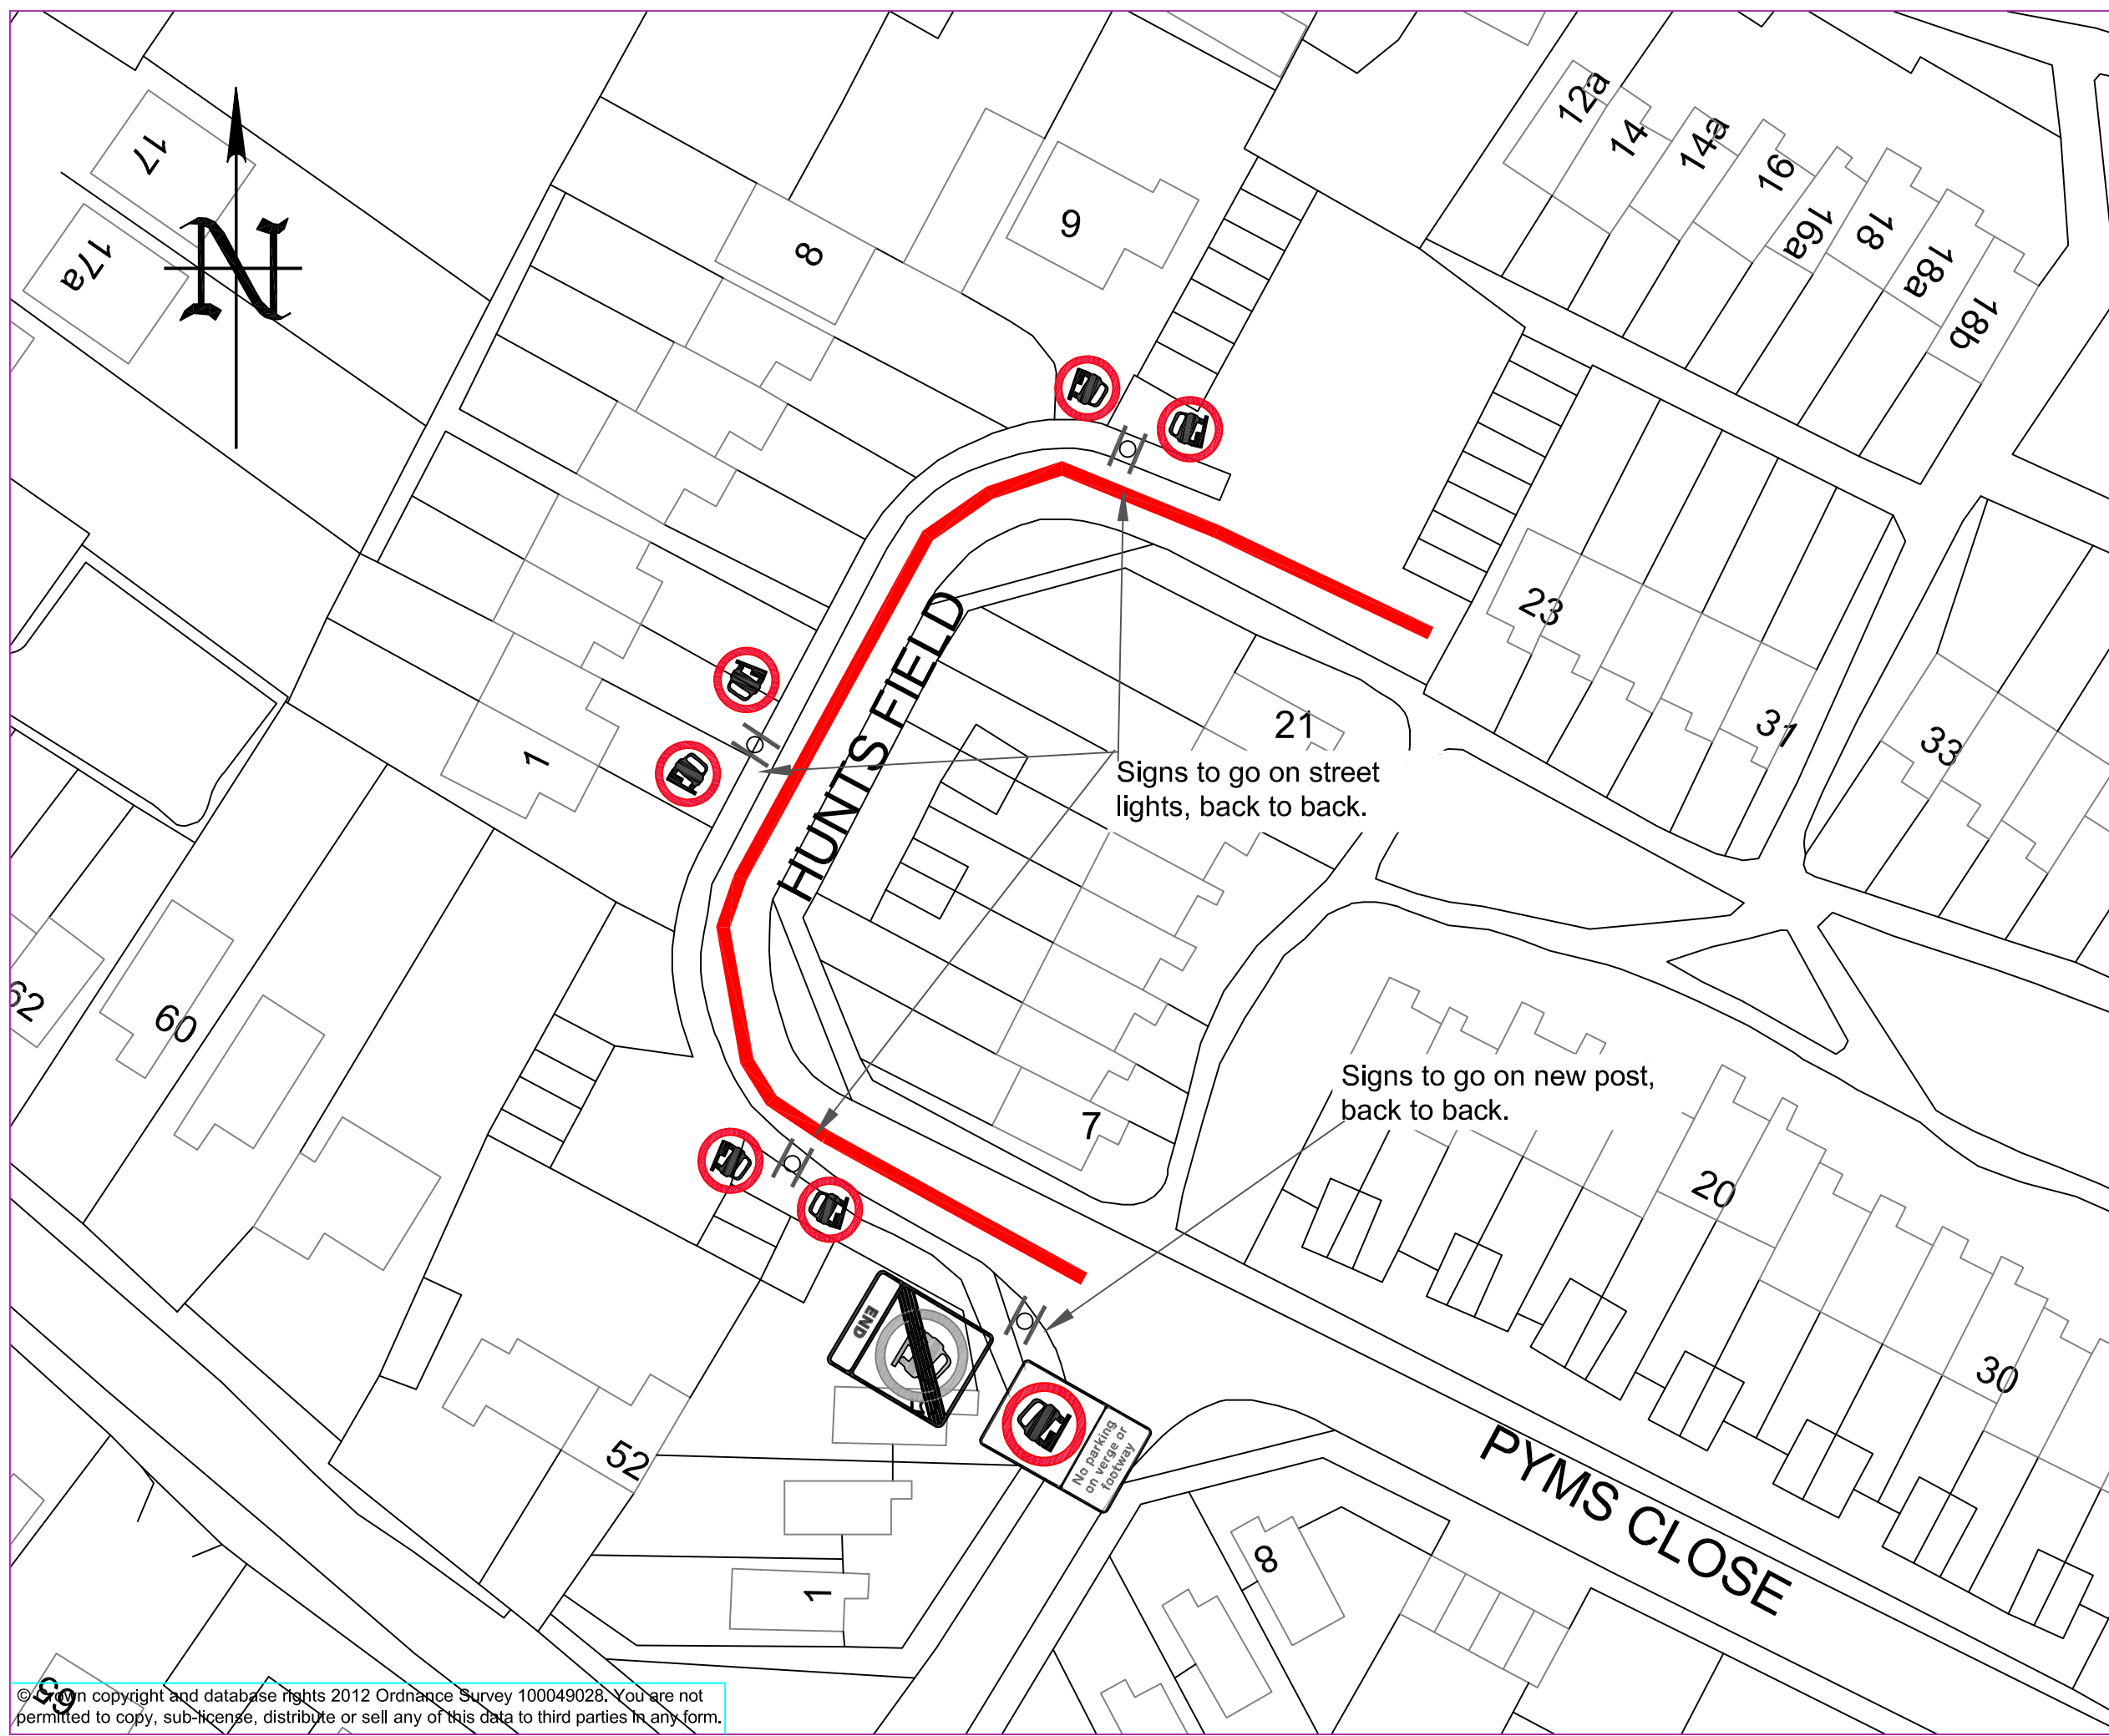 17
17a
N
8
9
12a
14
14a
16
16a
18
18a
18b
23
31
33
21
1
HUNTS FIELD
Signs to go on street
lights, back to back.
62
60
7
Signs to go on new post,
back to back.
20
30
END
No parking
on verge or
footway
52
PYMS CLOSE
1
8
63
© Crown copyright and database rights 2012 Ordnance Survey 100049028. You are not
permitted to copy, sub-license, distribute or sell any of this data to third parties in any form.